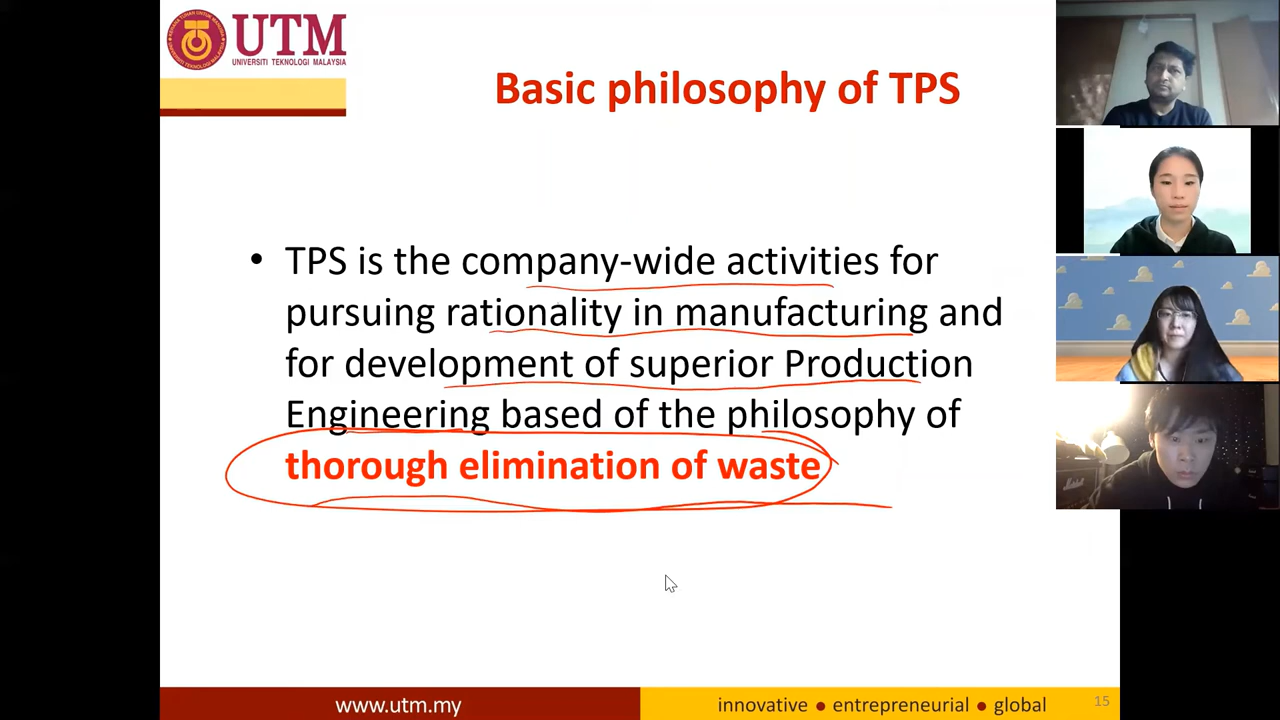 UTM
UNIVERSITI TEKNOLOGI MALAYSIA
Basic philosophy of TPS
• TPS is the company-wide activities for
pursuing rationality in manufacturing and
for development of superior Production
Engineering based of the philosophy of
thorough elimination of waste
www.utm.my
innovative ● entrepreneurial ● global
15